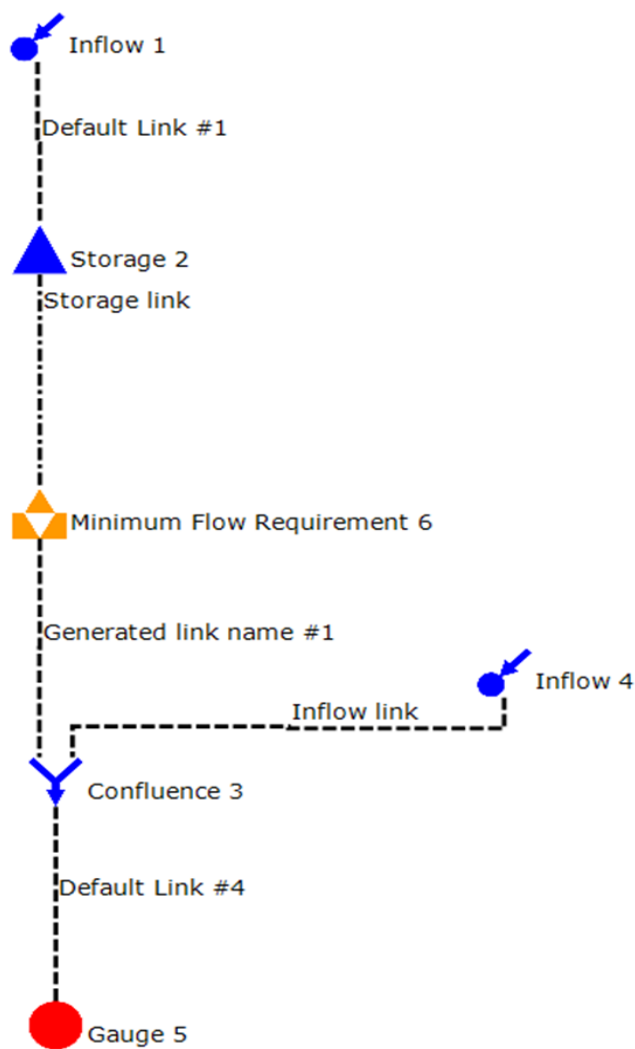 Inflow 1
Default Link #1
Storage 2
Storage link
Minimum Flow Requirement 6
Generated link name #1
Inflow 4
Inflow link
Confluence 3
Default Link #4
Gauge 5